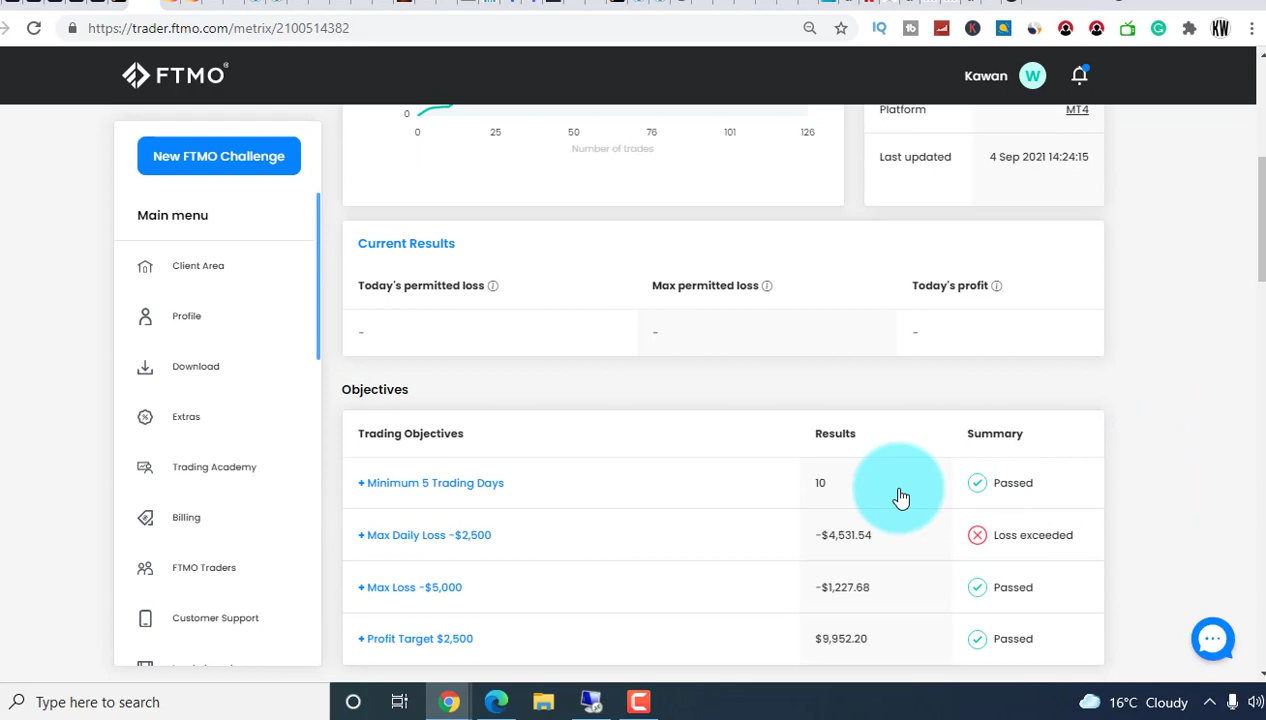 https://trader.ftmo.com/metrix/2100514382
KW
FTMO®
Kawan W
New FTMO Challenge
Main menu
Client Area
Profile
Download
Extras
Trading Academy
Billing
FTMO Traders
Customer Support
0
0 25 50 76 101 126
Number of trades
Platform MT4
Last updated 4 Sep 2021 14:24:15
Current Results
Today's permitted loss Max permitted loss Today's profit
- - -
Objectives
Trading Objectives Results Summary
+ Minimum 5 Trading Days 10 Passed
+ Max Daily Loss -$2,500 -$4,531.54 Loss exceeded
+ Max Loss -$5,000 -$1,227.68 Passed
+ Profit Target $2,500 $9,952.20 Passed
Type here to search
16°C Cloudy